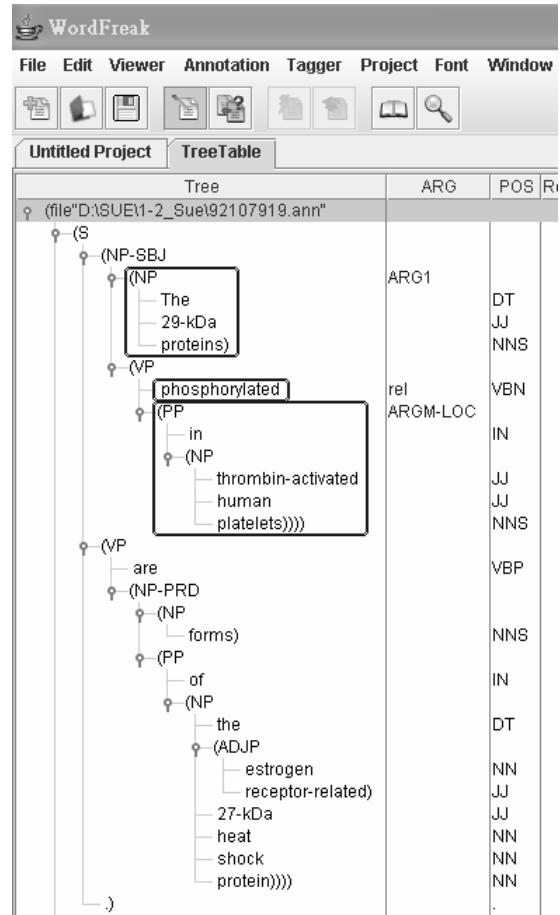 WordFreak
File Edit Viewer Annotation Tagger Project Font Window
Untitled Project TreeTable
Tree ARG POS Re
(file"D:\SUE\1-2_Sue\92107919.ann"
(S
(NP-SBJ
(NP ARG1
The DT
29-kDa JJ
proteins) NNS
(VP
phosphorylated rel VBN
(PP ARGM-LOC
in IN
(NP
thrombin-activated JJ
human JJ
platelets)))) NNS
(VP
are VBP
(NP-PRD
(NP
forms) NNS
(PP
of IN
(NP
the DT
(ADJP
estrogen NN
receptor-related) JJ
27-kDa JJ
heat NN
shock NN
protein)))) NN
.) .